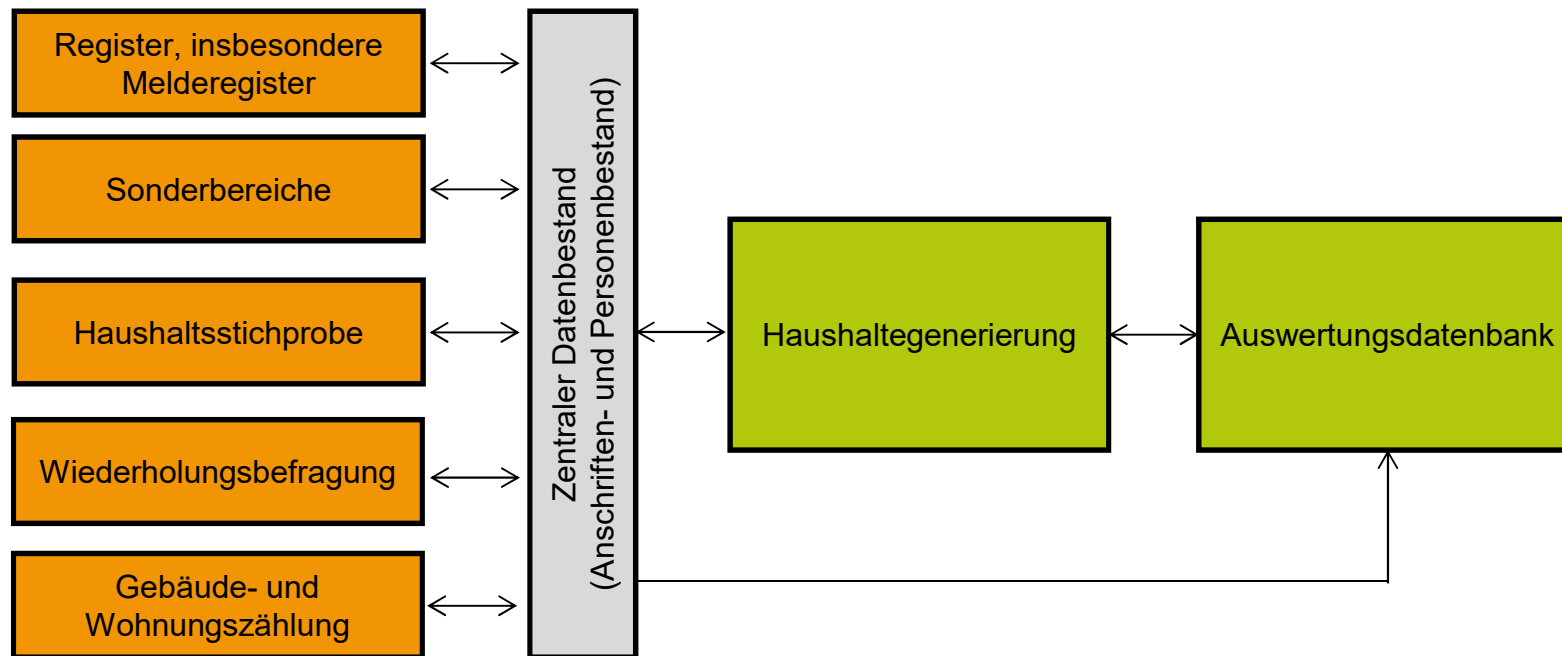 Register, insbesondere
Melderegister
Sonderbereiche
Haushaltsstichprobe
Wiederholungsbefragung
Gebäude- und
Wohnungszählung
Zentraler Datenbestand
(Anschriften- und Personenbestand)
Haushaltegenerierung
Auswertungsdatenbank